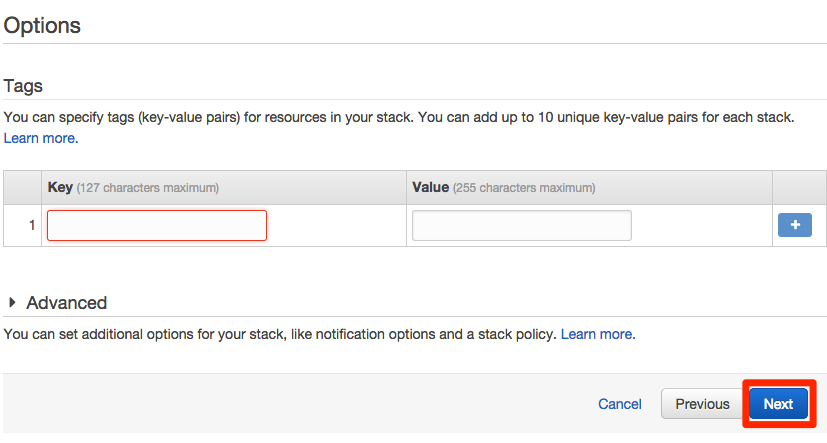 Options
Tags
You can specify tags (key-value pairs) for resources in your stack. You can add up to 10 unique key-value pairs for each stack.
Learn more.
Key (127 characters maximum) Value (255 characters maximum)
1 +
Advanced
You can set additional options for your stack, like notification options and a stack policy. Learn more.
Cancel Previous Next